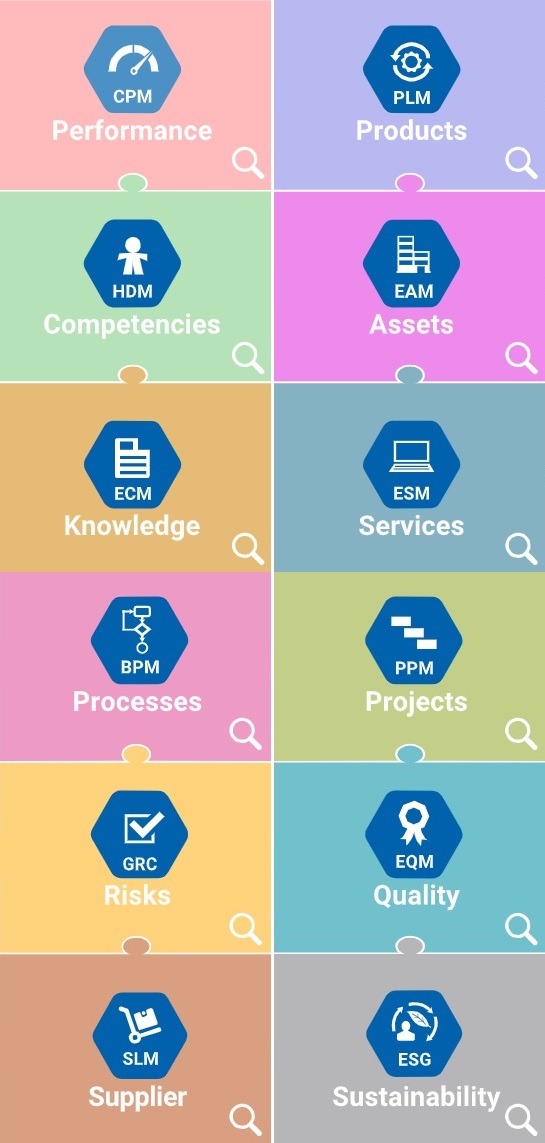 CPM
Performance
PLM
Products
HDM
Competencies
EAM
Assets
ECM
Knowledge
ESM
Services
BPM
Processes
PPM
Projects
GRC
Risks
EQM
Quality
SLM
Supplier
ESG
Sustainability